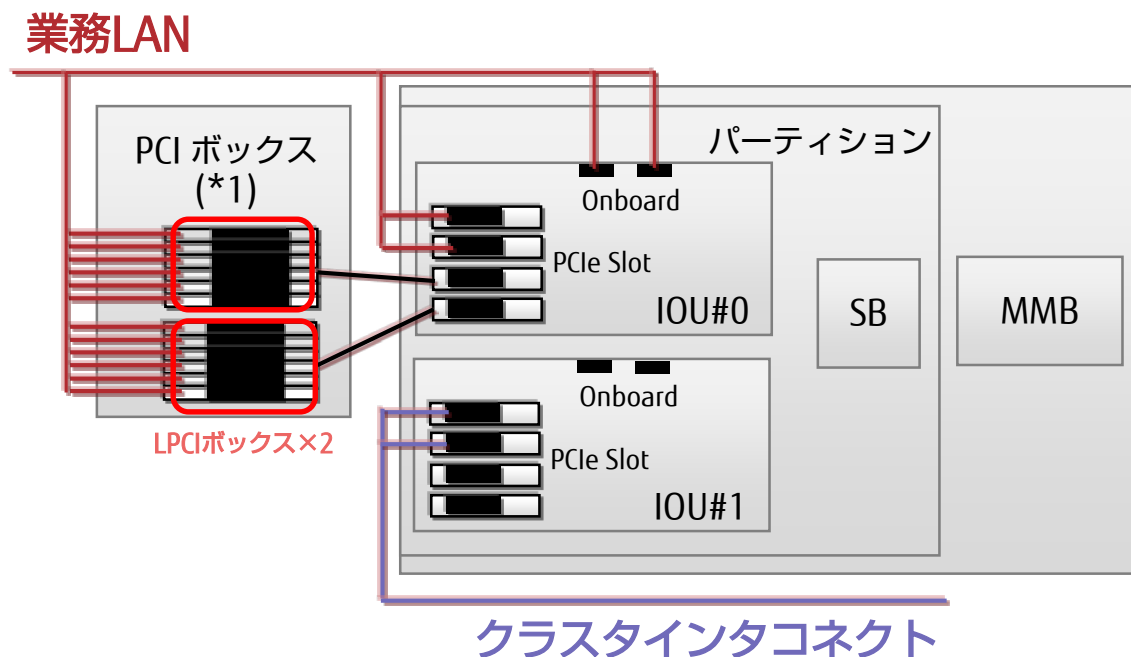 業務LAN
PCI ボックス
(*1)
LPCIボックス×2
パーティション
Onboard
PCIe Slot
IOU#0
SB
MMB
Onboard
PCIe Slot
IOU#1
クラスタインタコネクト